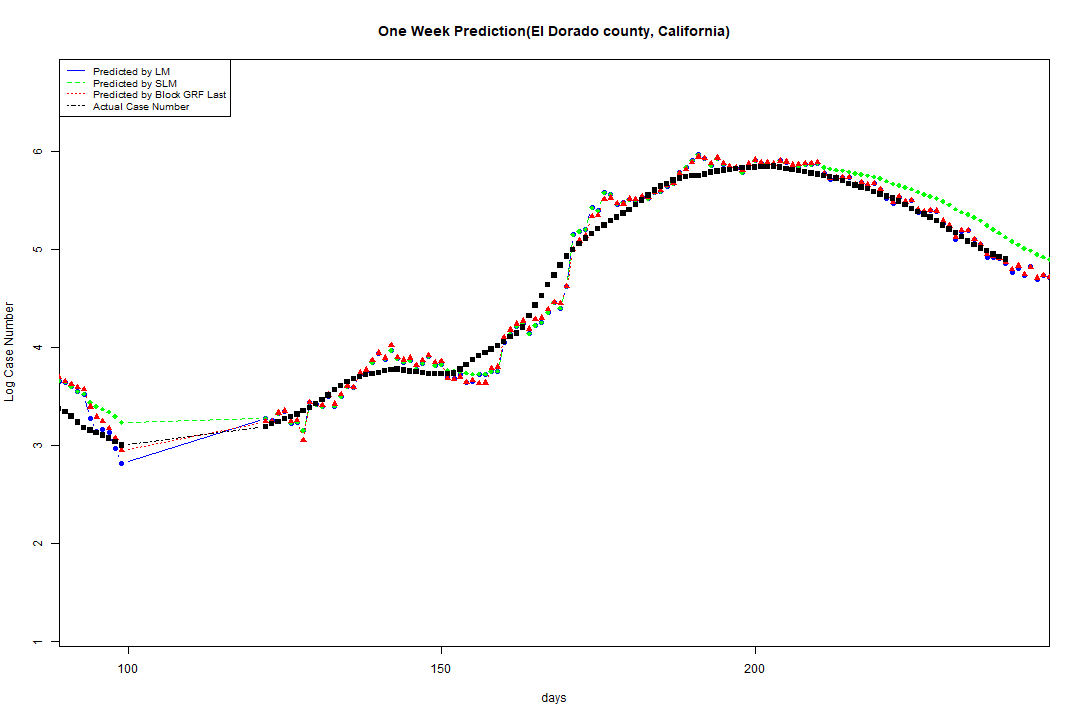 One Week Prediction(El Dorado county, California)
Predicted by LM
Predicted by SLM
Predicted by Block GRF Last
Actual Case Number
6
5
4
3
2
1
Log Case Number
100 150 200
days